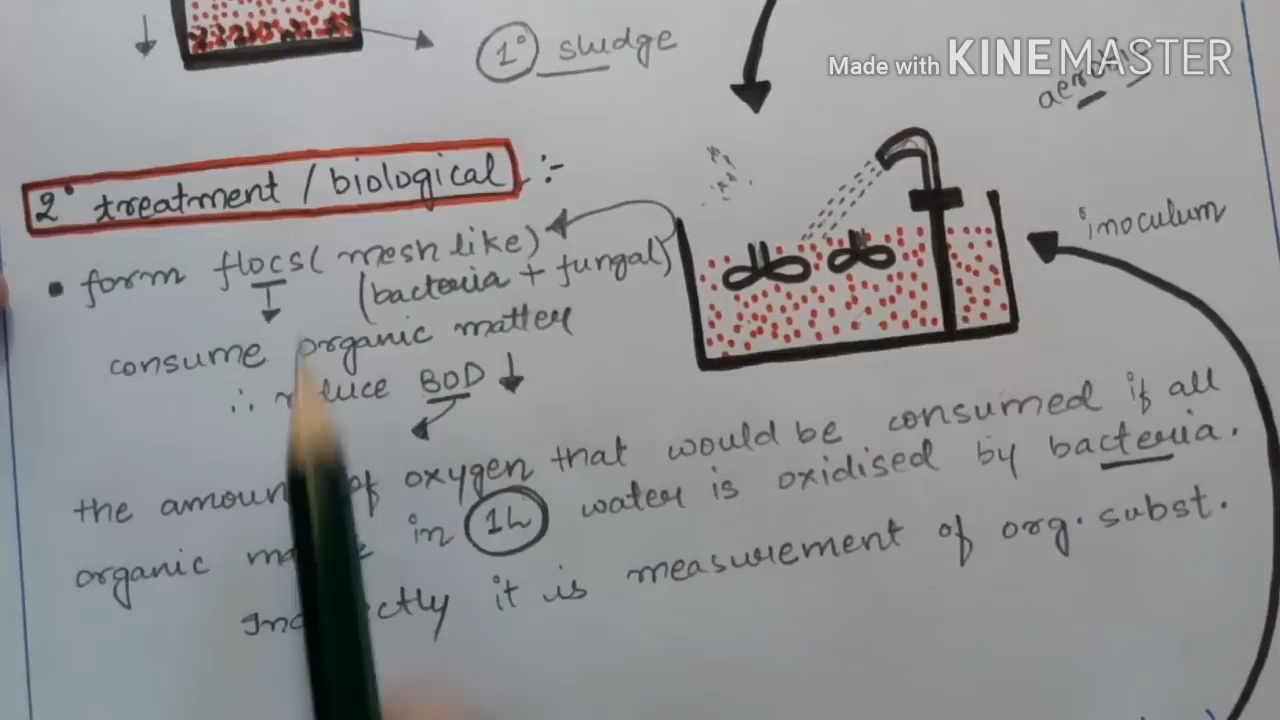 1° sludge
Made with KINEMASTER
2° treatment / biological :-
• form flocs( mesh like)
(bacteria + fungal)
consume organic matter
∴ reduce BOD ↓
the amount of oxygen that would be consumed if all
organic in 1L water is oxidised by bacteria.
Indirectly it is measurement of org. subst.
inoculum